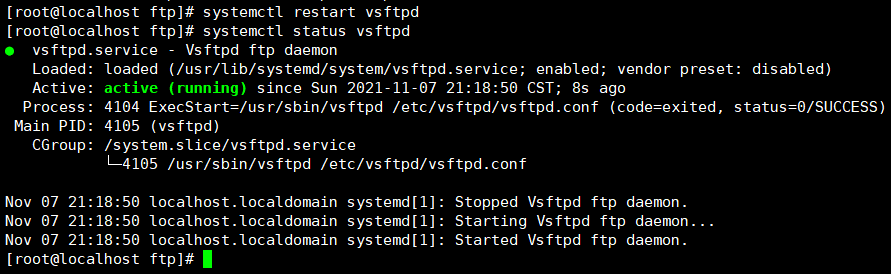 [root@localhost ftp]# systemctl restart vsftpd
[root@localhost ftp]# systemctl status vsftpd
● vsftpd.service - Vsftpd ftp daemon
   Loaded: loaded (/usr/lib/systemd/system/vsftpd.service; enabled; vendor preset: disabled)
   Active: active (running) since Sun 2021-11-07 21:18:50 CST; 8s ago
  Process: 4104 ExecStart=/usr/sbin/vsftpd /etc/vsftpd/vsftpd.conf (code=exited, status=0/SUCCESS)
 Main PID: 4105 (vsftpd)
   CGroup: /system.slice/vsftpd.service
           └─4105 /usr/sbin/vsftpd /etc/vsftpd/vsftpd.conf

Nov 07 21:18:50 localhost.localdomain systemd[1]: Stopped Vsftpd ftp daemon.
Nov 07 21:18:50 localhost.localdomain systemd[1]: Starting Vsftpd ftp daemon...
Nov 07 21:18:50 localhost.localdomain systemd[1]: Started Vsftpd ftp daemon.
[root@localhost ftp]#